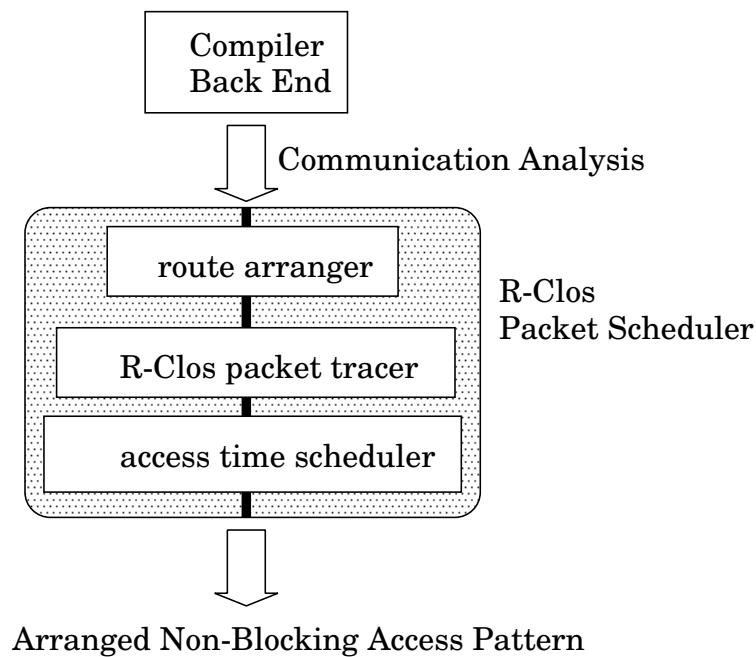 Compiler
Back End
Communication Analysis
route arranger
R-Clos
Packet Scheduler
R-Clos packet tracer
access time scheduler
Arranged Non-Blocking Access Pattern